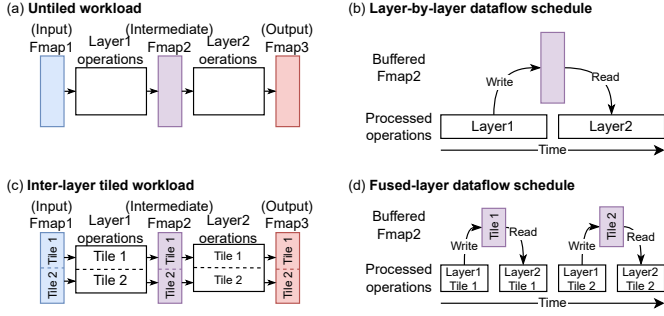 (a) Untiled workload
(Input) (Intermediate) (Output)
Fmap1 Layer1 Fmap2 Layer2 Fmap3
operations oerations
(b) Layer-by-layer dataflow schedule
Buffered
Fmap2
Write Read
Processed
operations
Layer1 Layer2
Time
(c) Inter-layer tiled workload
(Input) (Intermediate) (Output)
Fmap1 Layer1 Fmap2 Layer2 Fmap3
operations oerations
Tile 1 Tile 1 Tile 1 Tile 1 Tile 1
Tile 2 Tile 2 Tile 2 Tile 2 Tile 2
(d) Fused-layer dataflow schedule
Buffered
Fmap2
Tile 1 Tile 2
Write Read Write Read
Processed
operations
Layer1 Layer2 Layer1 Layer2
Tile 1 Tile 1 Tile 2 Tile 2
Time